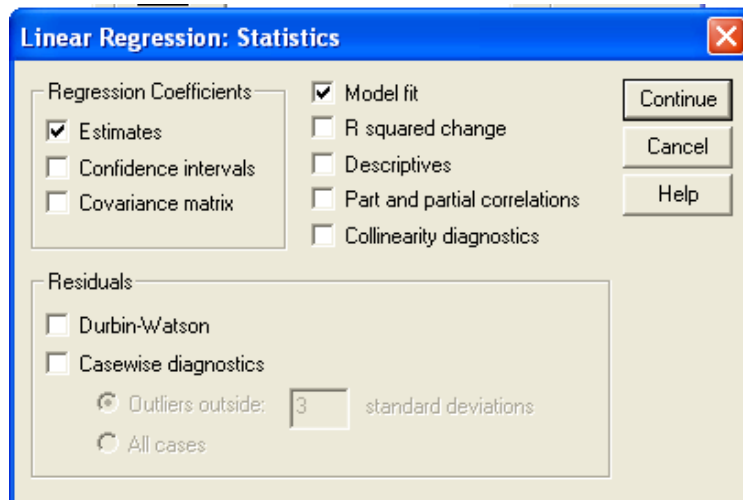 Linear Regression: Statistics
Regression Coefficients
Estimates
Confidence intervals
Covariance matrix
Model fit
R squared change
Descriptives
Part and partial correlations
Collinearity diagnostics
Continue
Cancel
Help
Residuals
Durbin-Watson
Casewise diagnostics
Outliers outside: 3 standard deviations
All cases